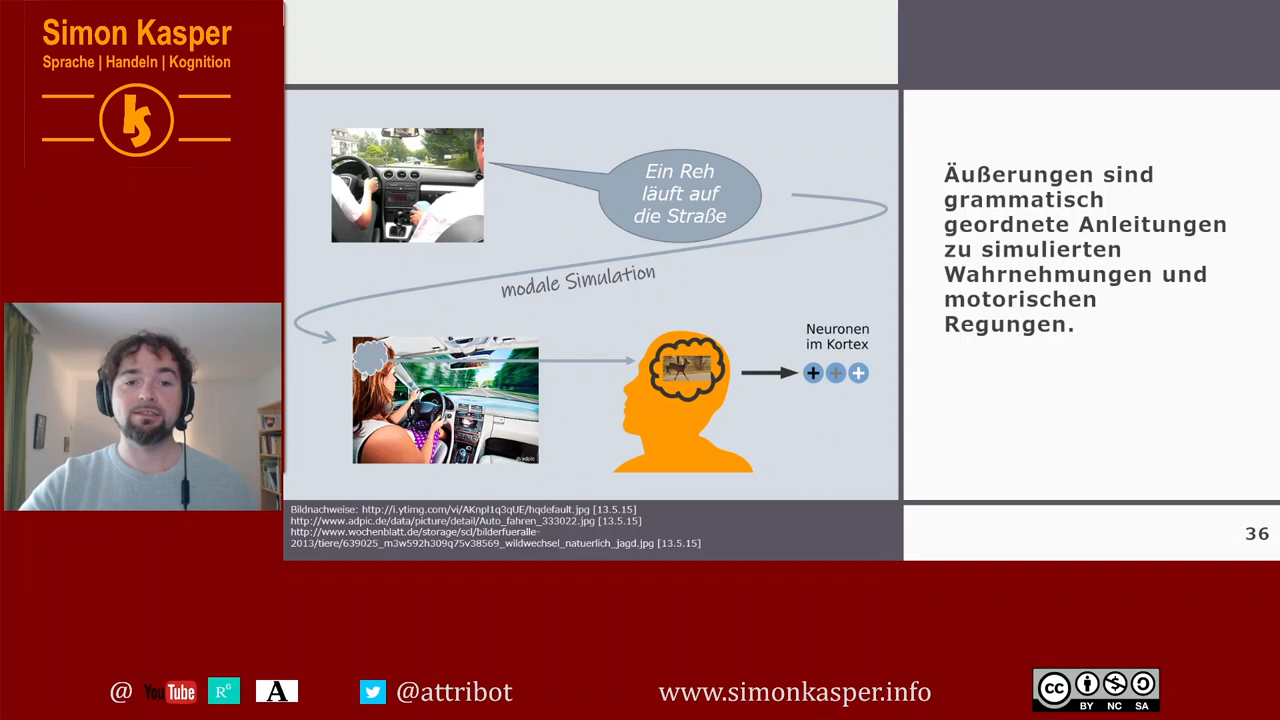 Simon Kasper
Sprache | Handeln | Kognition
ks
Ein Reh
läuft auf
die Straße
modale Simulation
Neuronen
im Kortex
+ + +
Äußerungen sind
grammatisch
geordnete Anleitungen
zu simulierten
Wahrnehmungen und
motorischen
Regungen.
Bildnachweise: http://i.ytimg.com/vi/AKnpl1q3qUE/hqdefault.jpg [13.5.15]
http://www.adpic.de/data/picture/detail/Auto_fahren_333022.jpg [13.5.15]
http://www.wochenblatt.de/storage/scl/bilderfueralle-
2013/tiere/639025_m3w592h309q75v38569_wildwechsel_natuerlich_jagd.jpg [13.5.15]
36
@ YouTube RG A @attribot www.simonkasper.info
cc BY NC SA